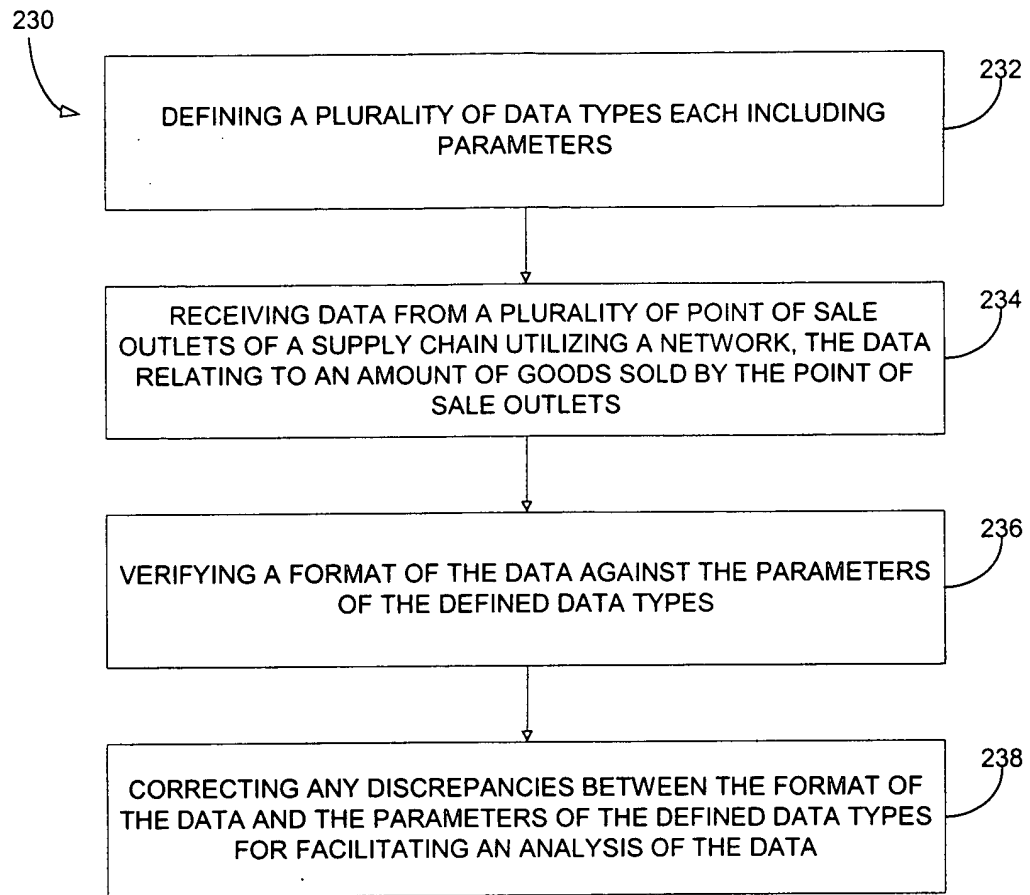 230
232
DEFINING A PLURALITY OF DATA TYPES EACH INCLUDING
PARAMETERS
234
RECEIVING DATA FROM A PLURALITY OF POINT OF SALE
OUTLETS OF A SUPPLY CHAIN UTILIZING A NETWORK, THE DATA
RELATING TO AN AMOUNT OF GOODS SOLD BY THE POINT OF
SALE OUTLETS
236
VERIFYING A FORMAT OF THE DATA AGAINST THE PARAMETERS
OF THE DEFINED DATA TYPES
238
CORRECTING ANY DISCREPANCIES BETWEEN THE FORMAT OF
THE DATA AND THE PARAMETERS OF THE DEFINED DATA TYPES
FOR FACILITATING AN ANALYSIS OF THE DATA